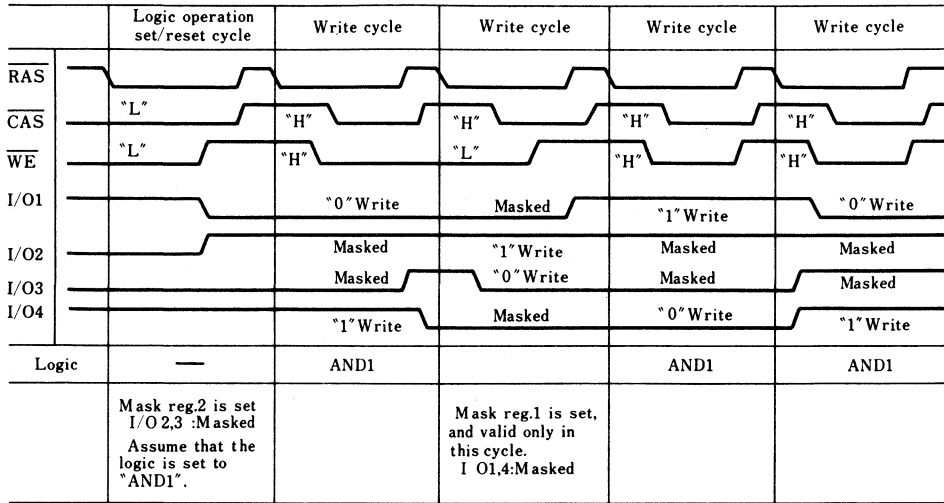 Logic operation
set/reset cycle
Write cycle
Write cycle
Write cycle
Write cycle
RAS
CAS
"L"
"H"
"H"
"H"
"H"
WE
"L"
"H"
"L"
"H"
"H"
I/O1
"0" Write
Masked
"1" Write
"0" Write
I/O2
Masked
"1" Write
Masked
Masked
I/O3
Masked
"0" Write
Masked
Masked
I/O4
"1" Write
Masked
"0" Write
"1" Write
Logic
—
AND1
AND1
AND1
Mask reg.2 is set
I/O 2,3 :Masked
Assume that the
logic is set to
"AND1".
Mask reg.1 is set,
and valid only in
this cycle.
I O1,4:Masked